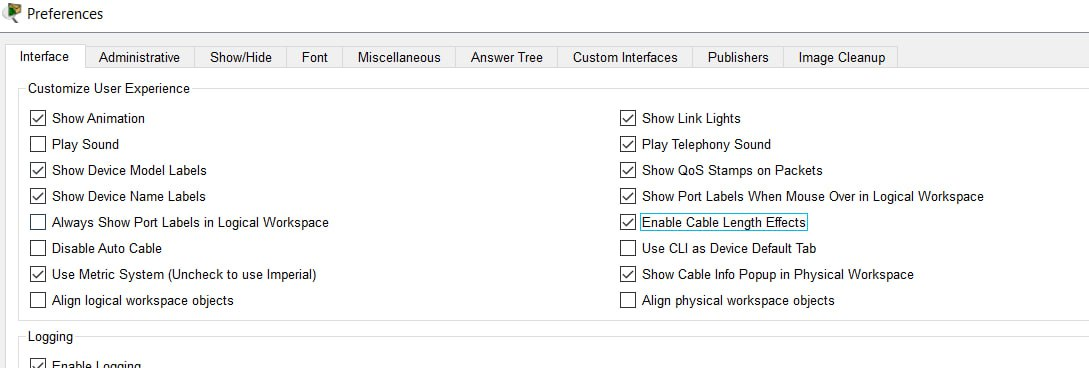 Preferences
Interface Administrative Show/Hide Font Miscellaneous Answer Tree Custom Interfaces Publishers Image Cleanup
Customize User Experience
Show Animation Show Link Lights
Play Sound Play Telephony Sound
Show Device Model Labels Show QoS Stamps on Packets
Show Device Name Labels Show Port Labels When Mouse Over in Logical Workspace
Always Show Port Labels in Logical Workspace Enable Cable Length Effects
Disable Auto Cable Use CLI as Device Default Tab
Use Metric System (Uncheck to use Imperial) Show Cable Info Popup in Physical Workspace
Align logical workspace objects Align physical workspace objects
Logging
Enable Logging